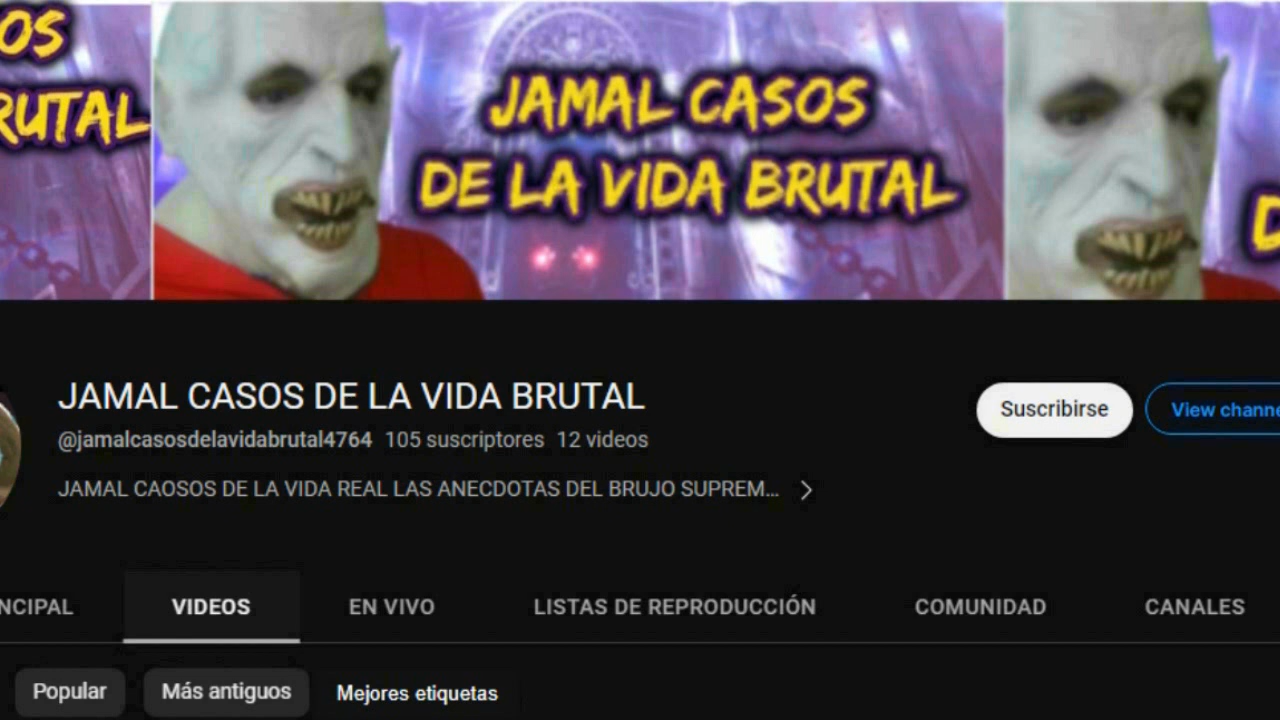 OS
RUTAL
JAMAL CASOS
DE LA VIDA BRUTAL
D
JAMAL CASOS DE LA VIDA BRUTAL
@jamalcasosdelavidabrutal4764 105 suscriptores 12 videos
Suscribirse
View channe
JAMAL CAOSOS DE LA VIDA REAL LAS ANECDOTAS DEL BRUJO SUPREM...
NCIPAL VIDEOS EN VIVO LISTAS DE REPRODUCCIÓN COMUNIDAD CANALES
Popular Más antiguos Mejores etiquetas